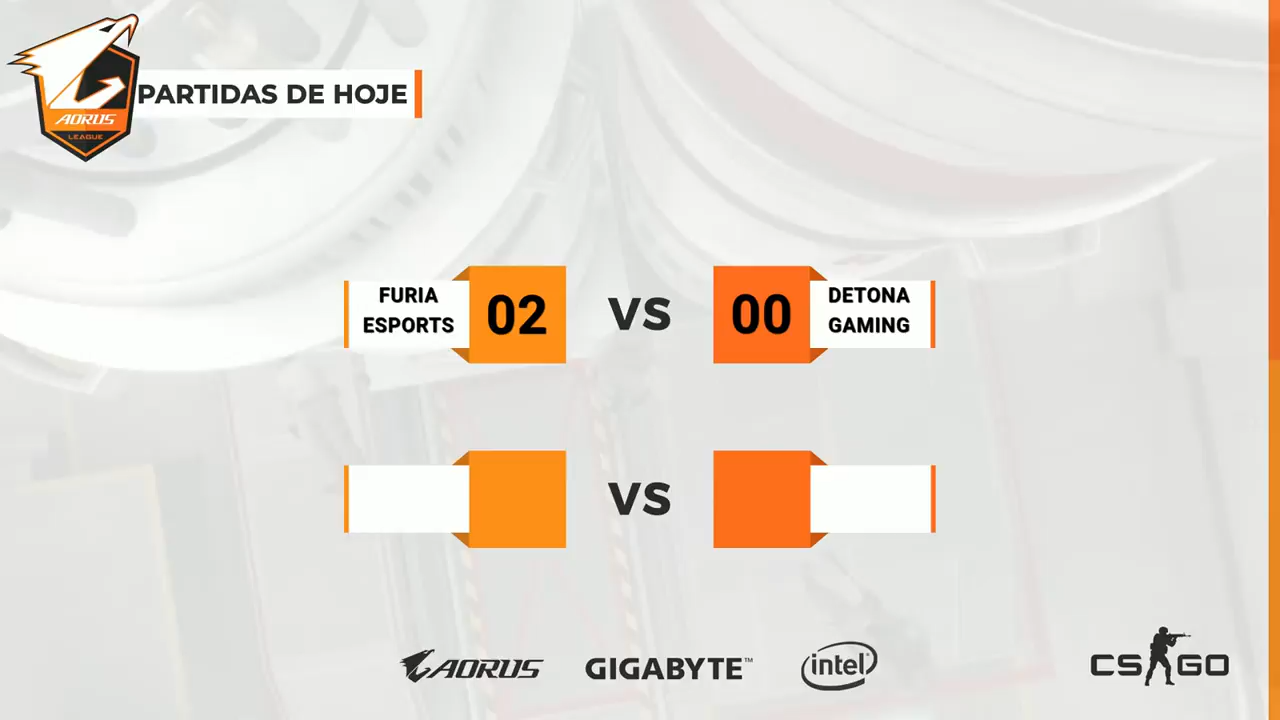 PARTIDAS DE HOJE
AORUS
LEAGUE
FURIA
ESPORTS
02
VS
00
DETONA
GAMING
VS
AORUS
GIGABYTE™
intel®
CS GO